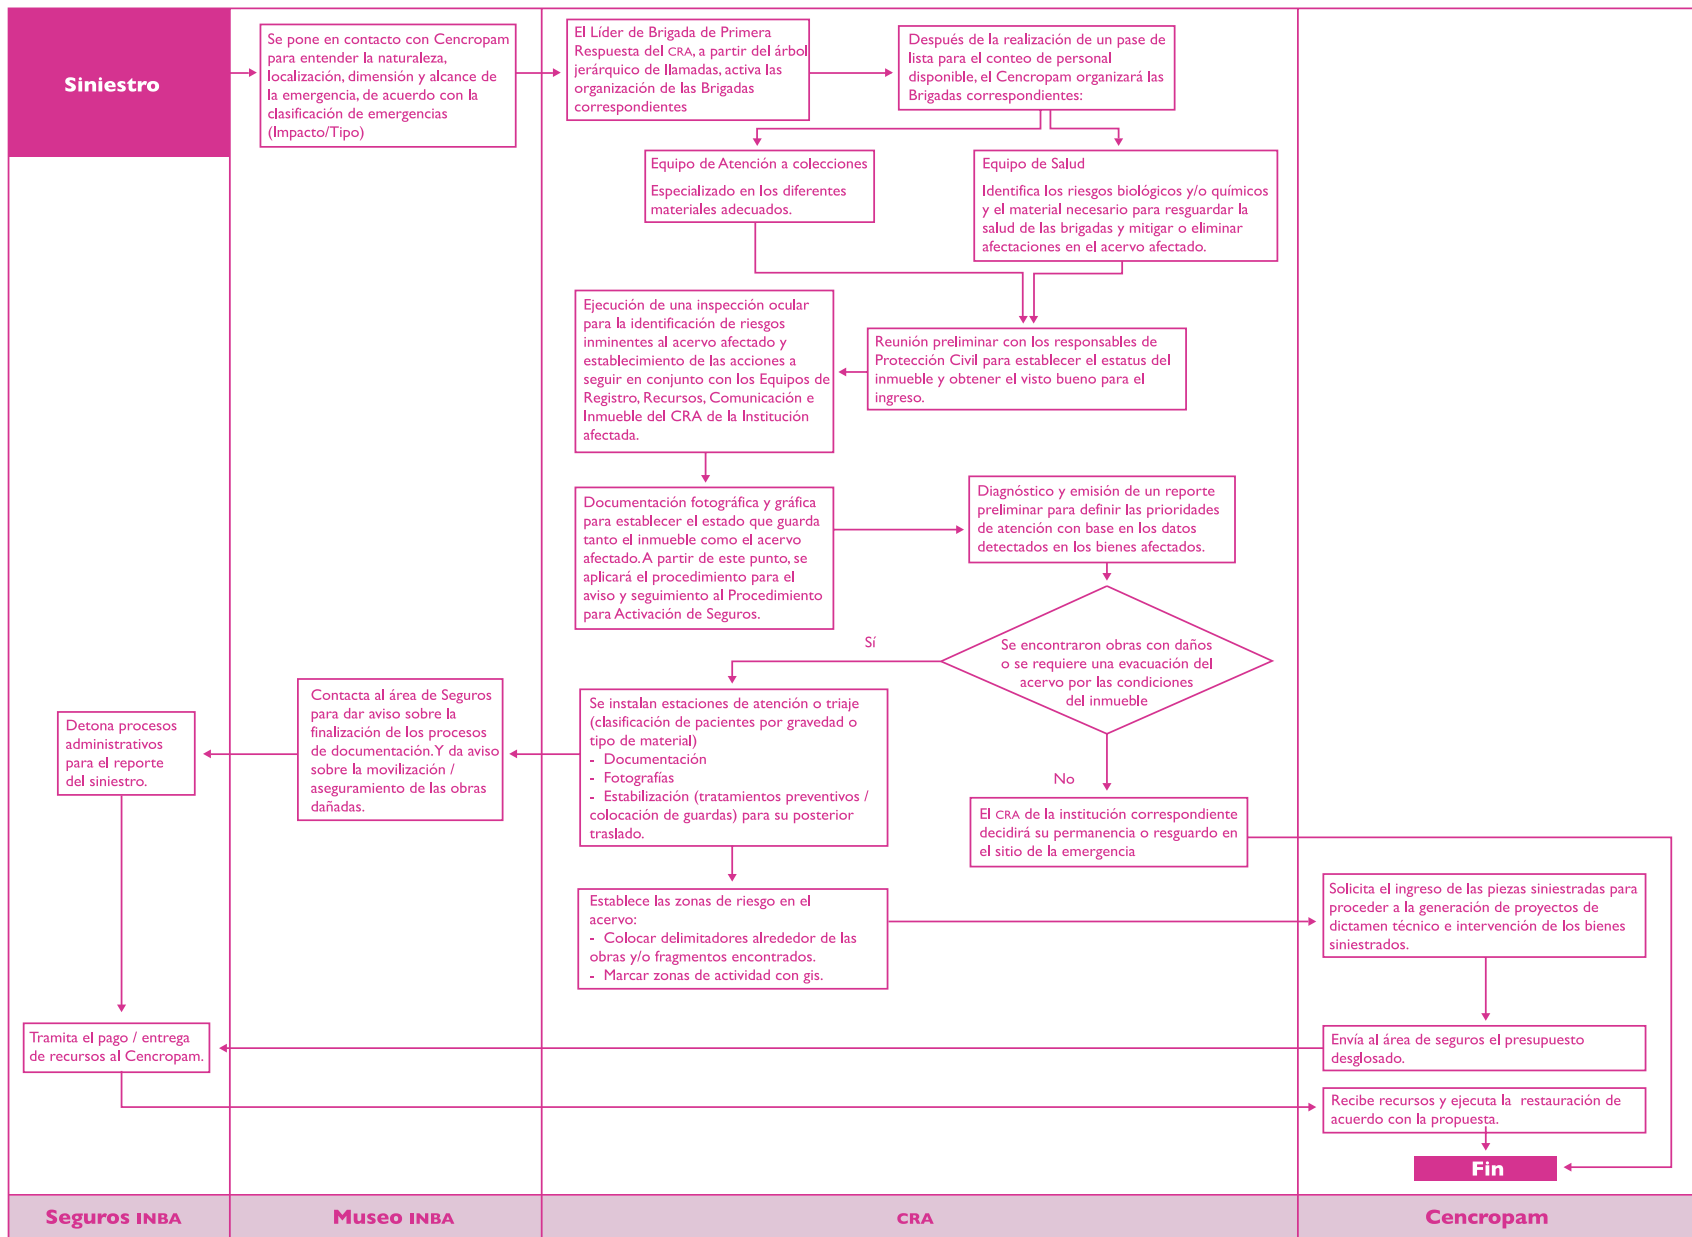 Siniestro
Se pone en contacto con Cencropam
para entender la naturaleza,
localización, dimensión y alcance de
la emergencia, de acuerdo con la
clasificación de emergencias
(Impacto/Tipo)
El Líder de Brigada de Primera
Respuesta del CRA, a partir del árbol
jerárquico de llamadas, activa las
organización de las Brigadas
correspondientes
Después de la realización de un pase de
lista para el conteo de personal
disponible, el Cencropam organizará las
Brigadas correspondientes:
Equipo de Atención a colecciones
Especializado en los diferentes
materiales adecuados.
Equipo de Salud
Identifica los riesgos biológicos y/o químicos
y el material necesario para resguardar la
salud de las brigadas y mitigar o eliminar
afectaciones en el acervo afectado.
Reunión preliminar con los responsables de
Protección Civil para establecer el estatus del
inmueble y obtener el visto bueno para el
ingreso.
Ejecución de una inspección ocular
para la identificación de riesgos
inminentes al acervo afectado y
establecimiento de las acciones a
seguir en conjunto con los Equipos de
Registro, Recursos, Comunicación e
Inmueble del CRA de la Institución
afectada.
Documentación fotográfica y gráfica
para establecer el estado que guarda
tanto el inmueble como el acervo
afectado. A partir de este punto, se
aplicará el procedimiento para el
aviso y seguimiento al Procedimiento
para Activación de Seguros.
Diagnóstico y emisión de un reporte
preliminar para definir las prioridades
de atención con base en los datos
detectados en los bienes afectados.
Se encontraron obras con daños
o se requiere una evacuación del
acervo por las condiciones
del inmueble
Sí
No
Se instalan estaciones de atención o triaje
(clasificación de pacientes por gravedad o
tipo de material)
- Documentación
- Fotografías
- Estabilización (tratamientos preventivos /
colocación de guardas) para su posterior
traslado.
Contacta al área de Seguros
para dar aviso sobre la
finalización de los procesos
de documentación. Y da aviso
sobre la movilización /
aseguramiento de las obras
dañadas.
Detona procesos
administrativos
para el reporte
del siniestro.
El CRA de la institución correspondiente
decidirá su permanencia o resguardo en
el sitio de la emergencia
Establece las zonas de riesgo en el
acervo:
- Colocar delimitadores alrededor de las
obras y/o fragmentos encontrados.
- Marcar zonas de actividad con gis.
Solicita el ingreso de las piezas siniestradas para
proceder a la generación de proyectos de
dictamen técnico e intervención de los bienes
siniestrados.
Envía al área de seguros el presupuesto
desglosado.
Tramita el pago / entrega
de recursos al Cencropam.
Recibe recursos y ejecuta la restauración de
acuerdo con la propuesta.
Fin
Seguros INBA
Museo INBA
CRA
Cencropam